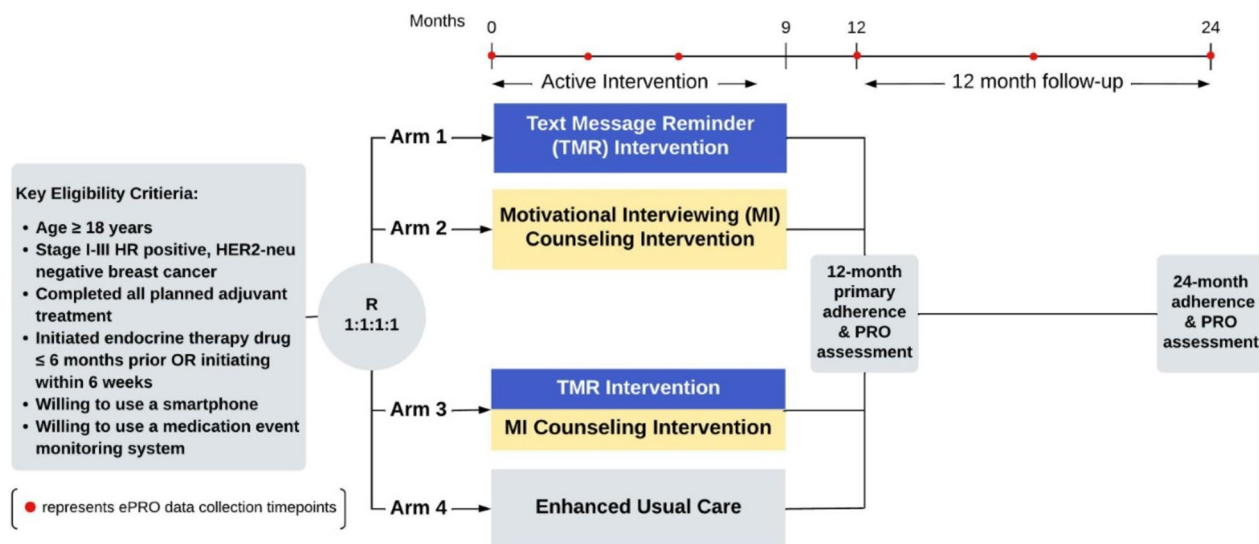 Months
0
9
12
24
Active Intervention
12 month follow-up
Key Eligibility Critieria:
• Age ≥ 18 years
• Stage I-III HR positive, HER2-neu
negative breast cancer
• Completed all planned adjuvant
treatment
• Initiated endocrine therapy drug
≤ 6 months prior OR initiating
within 6 weeks
• Willing to use a smartphone
• Willing to use a medication event
monitoring system
represents ePRO data collection timepoints
R
1:1:1:1
Arm 1
Text Message Reminder
(TMR) Intervention
Arm 2
Motivational Interviewing (MI)
Counseling Intervention
Arm 3
TMR Intervention
MI Counseling Intervention
Arm 4
Enhanced Usual Care
12-month
primary
adherence
& PRO
assessment
24-month
adherence
& PRO
assessment